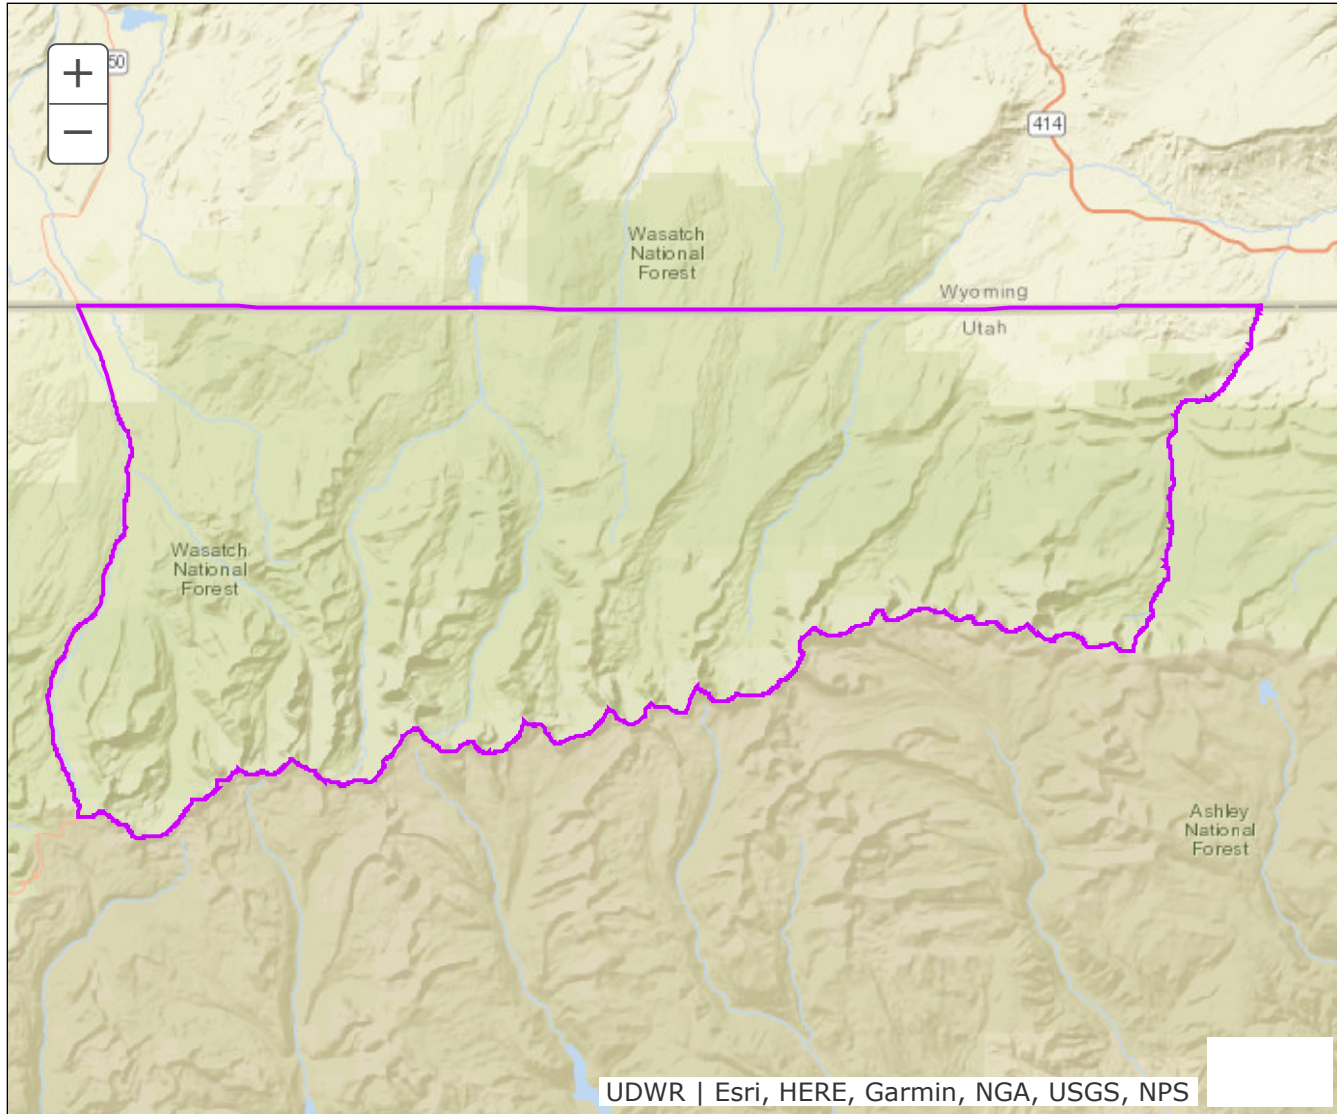 +
50
−
414
Wasatch
National
Forest
Wyoming
Utah
Wasatch
National
Forest
Ashley
National
Forest
UDWR | Esri, HERE, Garmin, NGA, USGS, NPS